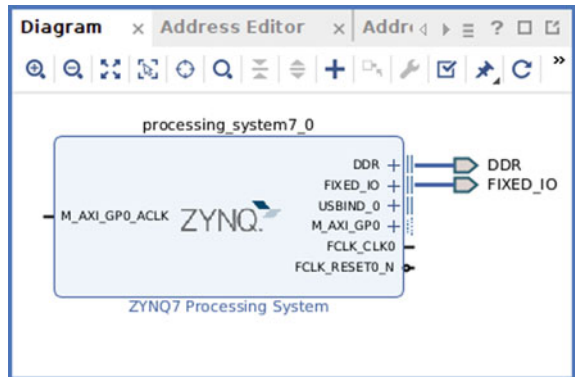 Diagram × Address Editor × Addr
processing_system7_0
DDR
FIXED_IO
USBIND_0
M_AXI_GP0
FCLK_CLK0
FCLK_RESET0_N
M_AXI_GP0_ACLK
ZYNQ.
DDR
FIXED_IO
ZYNQ7 Processing System